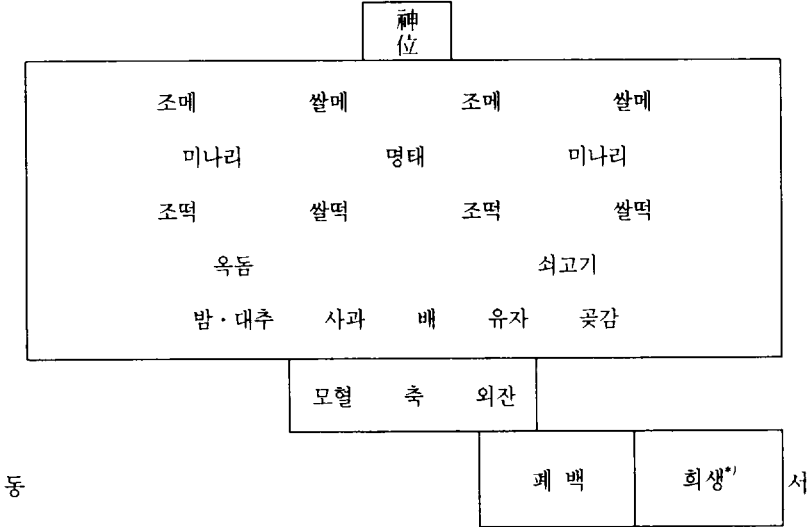 神
位
조메 쌀메 조메 쌀메
미나리 명태 미나리
조떡 쌀떡 조떡 쌀떡
옥돔 쇠고기
밤·대추 사과 배 유자 곶감
모혈 축 외잔
동 폐백 희생*) 서